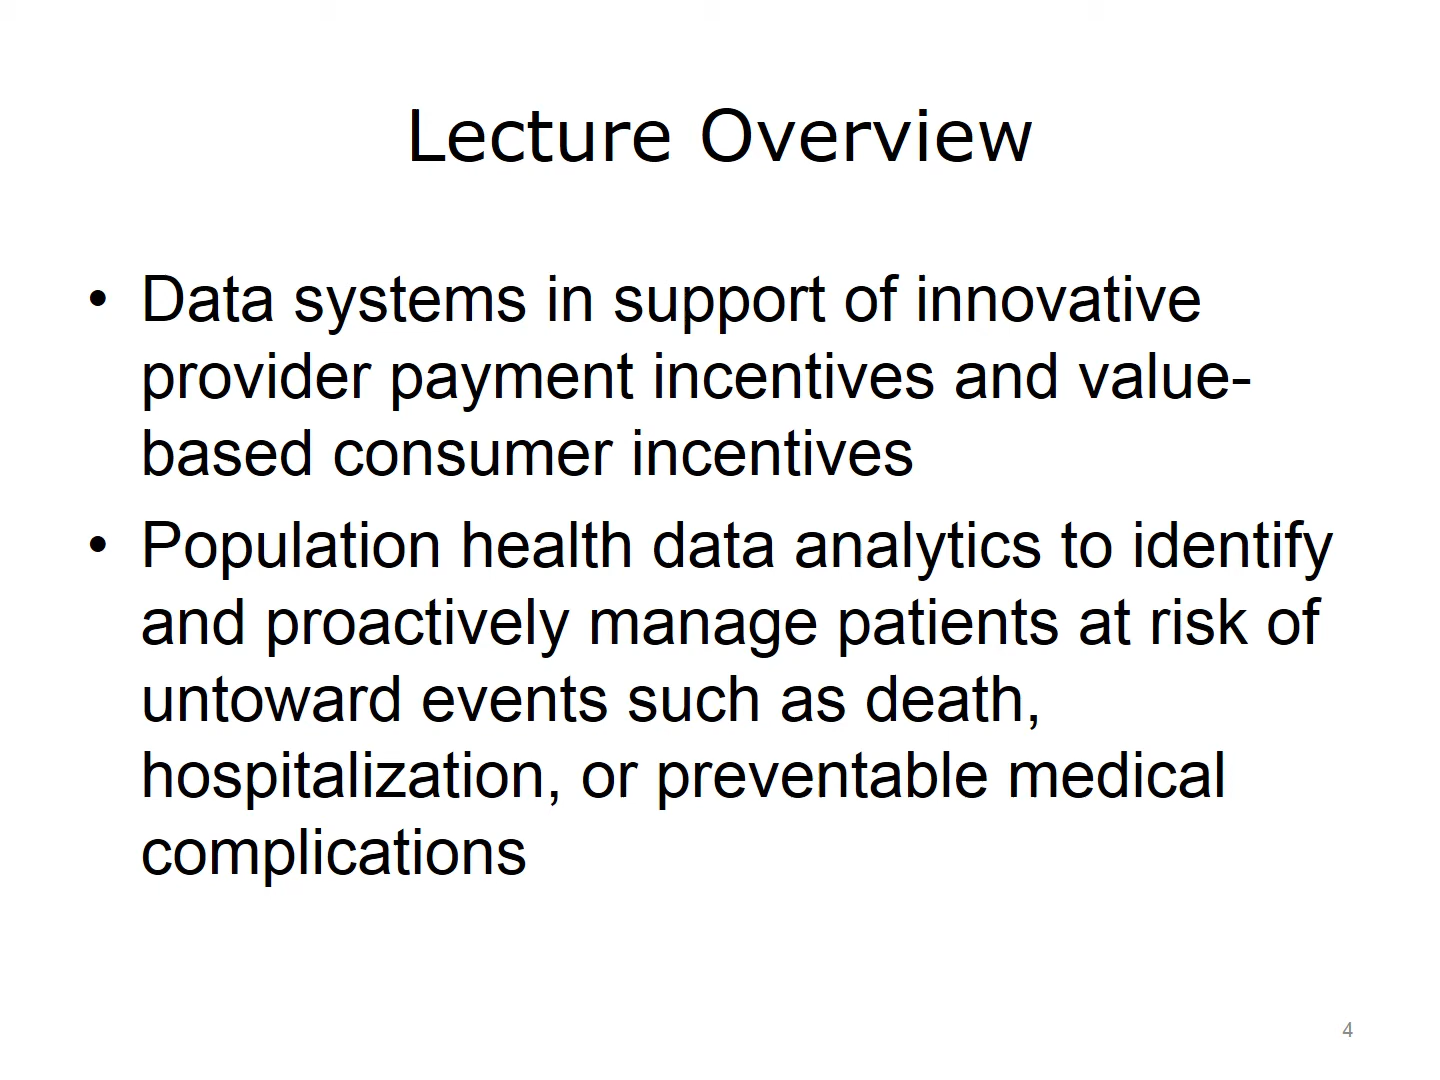 Lecture Overview
• Data systems in support of innovative
provider payment incentives and value-
based consumer incentives
• Population health data analytics to identify
and proactively manage patients at risk of
untoward events such as death,
hospitalization, or preventable medical
complications
4